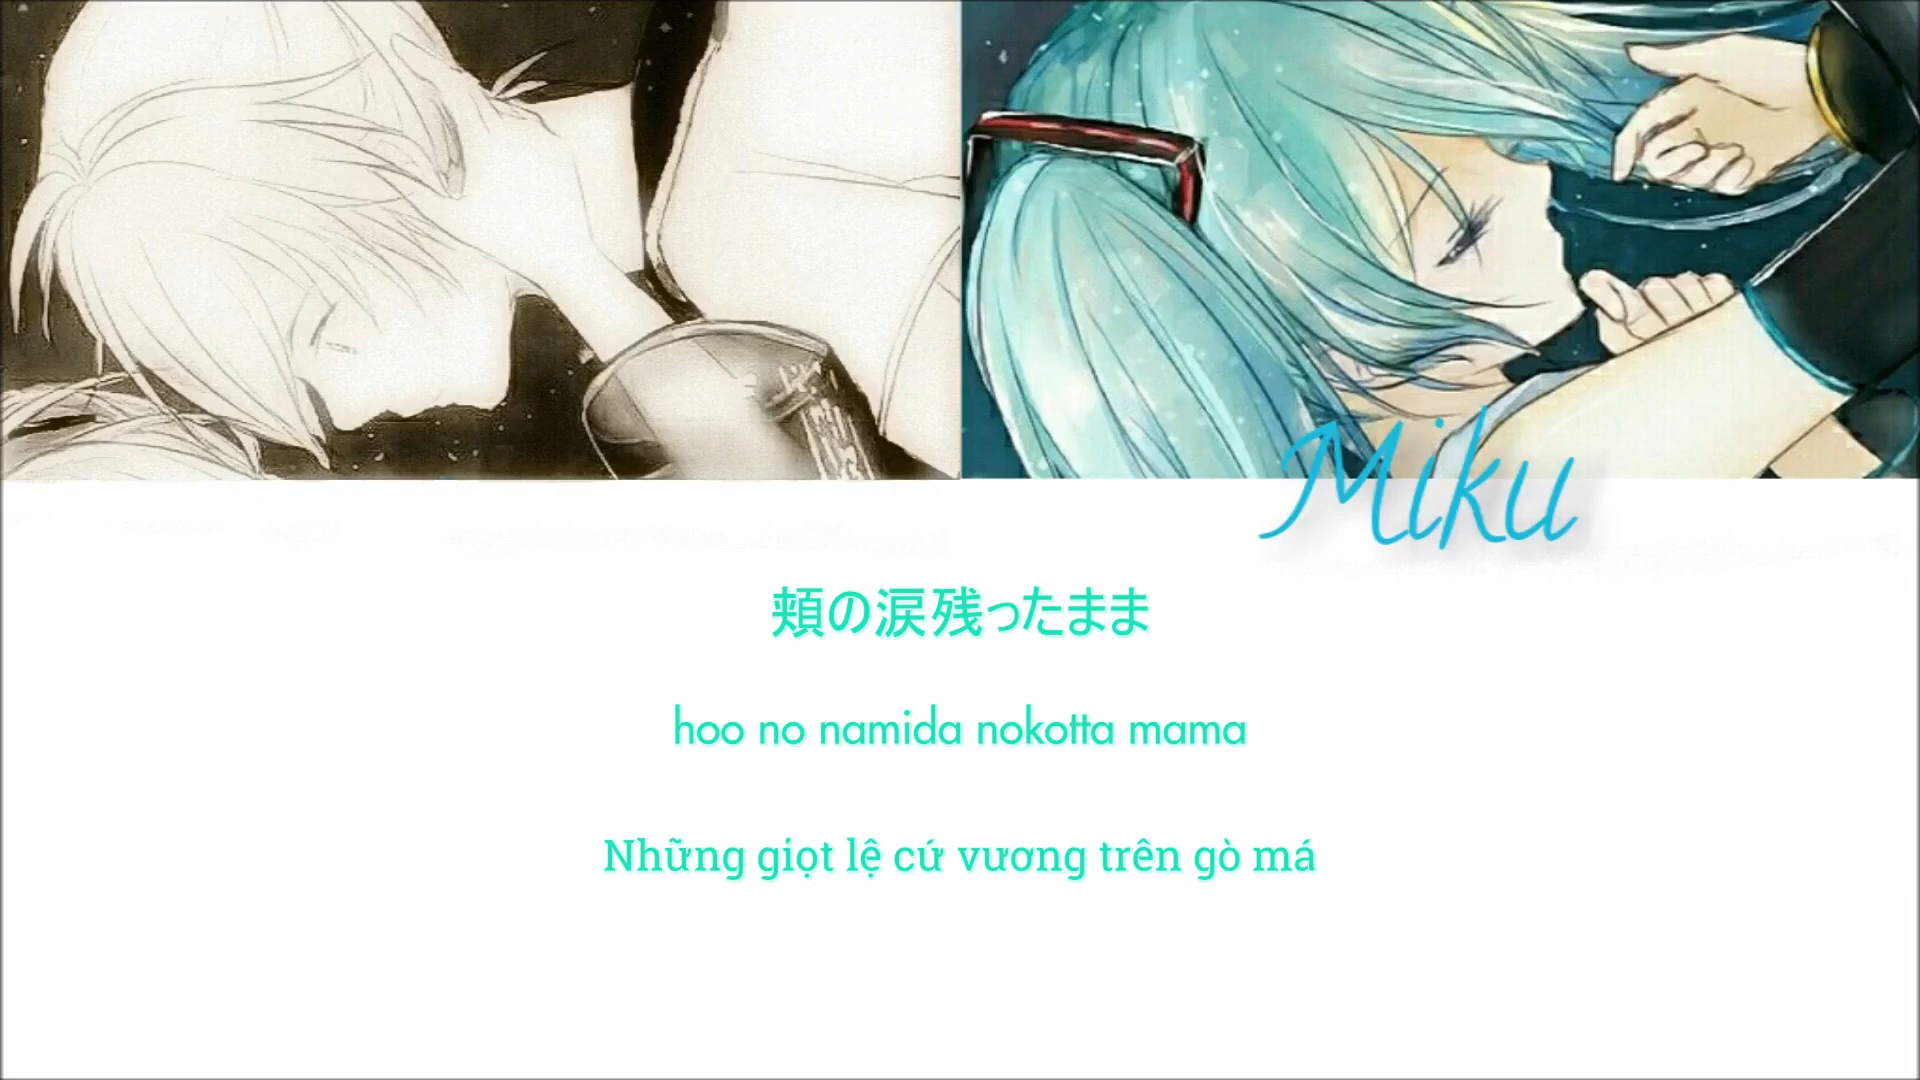 Miku
頬の涙残ったまま
hoo no namida nokotta mama
Những giọt lệ cứ vương trên gò má